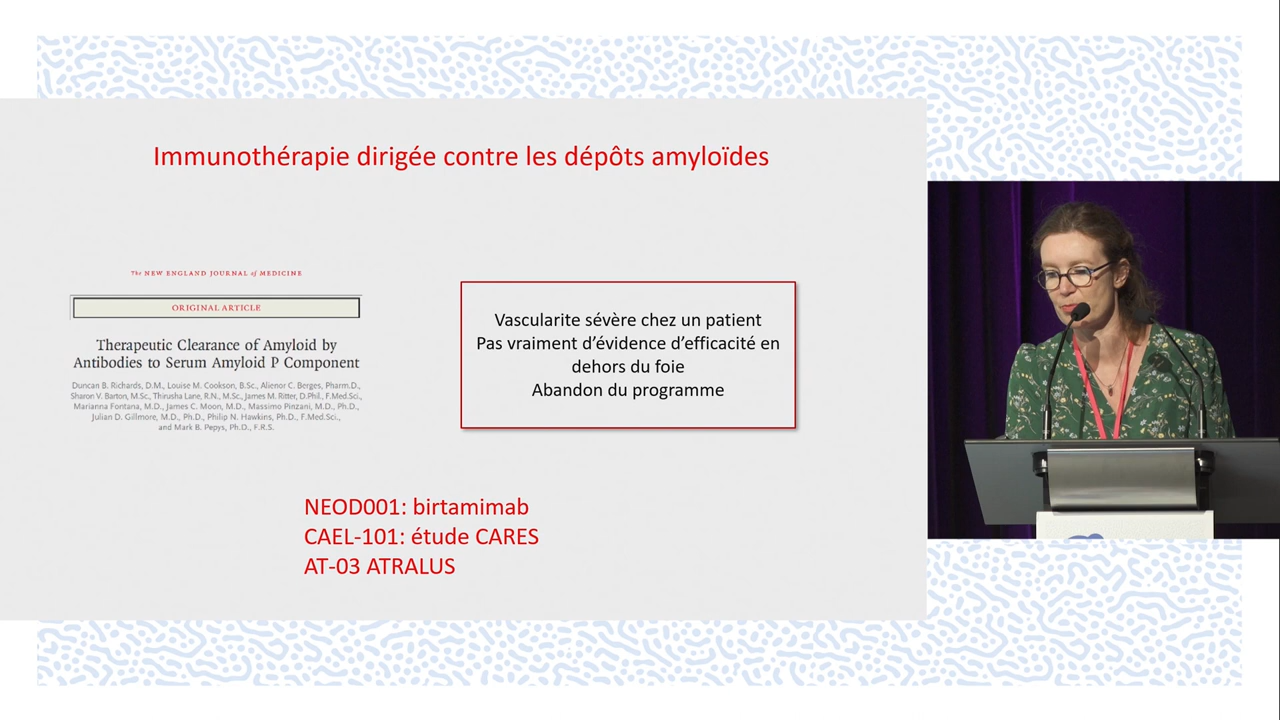 Immunothérapie dirigée contre les dépôts amyloïdes
The NEW ENGLAND JOURNAL of MEDICINE
ORIGINAL ARTICLE
Therapeutic Clearance of Amyloid by
Antibodies to Serum Amyloid P Component
Duncan B. Richards, D.M., Louise M. Cookson, B.Sc., Alienor C. Berges, Pharm.D.,
Sharon V. Barton, M.Sc., Thirusha Lane, R.N., M.Sc., James M. Ritter, D.Phil., F.Med.Sci.,
Marianna Fontana, M.D., James C. Moon, M.D., Massimo Pinzani, M.D., Ph.D.,
Julian D. Gillmore, M.D., Ph.D., Philip N. Hawkins, Ph.D., F.Med.Sci.,
and Mark B. Pepys, Ph.D., F.R.S.
Vascularite sévère chez un patient
Pas vraiment d’évidence d’efficacité en
dehors du foie
Abandon du programme
NEOD001: birtamimab
CAEL-101: étude CARES
AT-03 ATRALUS